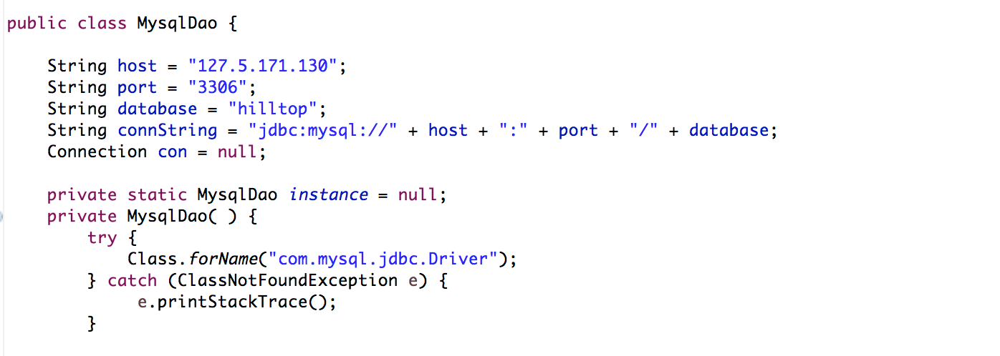 public class MysqlDao {
String host = "127.5.171.130";
String port = "3306";
String database = "hilltop";
String connString = "jdbc:mysql://" + host + ":" + port + "/" + database;
Connection con = null;
private static MysqlDao instance = null;
private MysqlDao( ) {
try {
Class.forName("com.mysql.jdbc.Driver");
} catch (ClassNotFoundException e) {
e.printStackTrace();
}